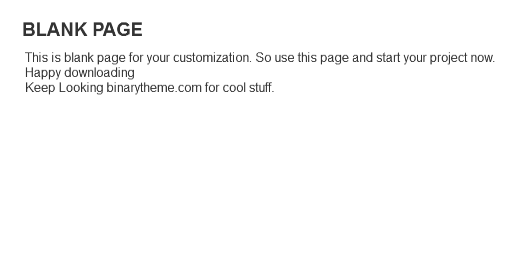 BLANK PAGE
This is blank page for your customization. So use this page and start your project now.
Happy downloading
Keep Looking binarytheme.com for cool stuff.